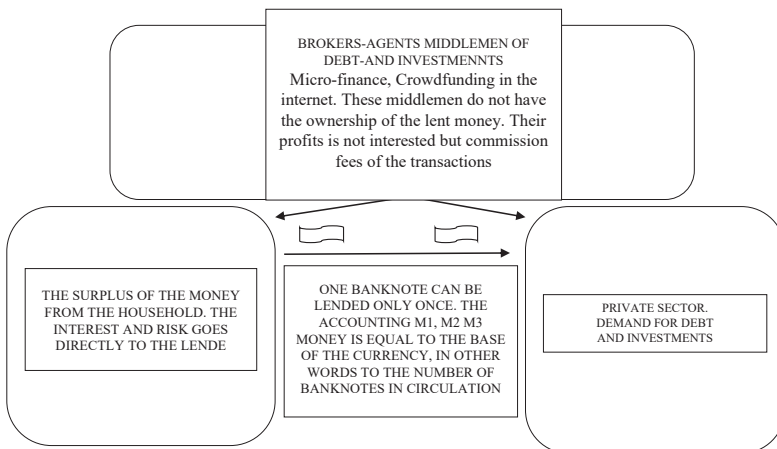 BROKERS-AGENTS MIDDLEMEN OF
DEBT-AND INVESTMENNTS
Micro-finance, Crowdfunding in the
internet. These middlemen do not have
the ownership of the lent money. Their
profits is not interested but commission
fees of the transactions
THE SURPLUS OF THE MONEY
FROM THE HOUSEHOLD. THE
INTEREST AND RISK GOES
DIRECTLY TO THE LENDE
ONE BANKNOTE CAN BE
LENDED ONLY ONCE. THE
ACCOUNTING M1, M2 M3
MONEY IS EQUAL TO THE BASE
OF THE CURRENCY, IN OTHER
WORDS TO THE NUMBER OF
BANKNOTES IN CIRCULATION
PRIVATE SECTOR.
DEMAND FOR DEBT
AND INVESTMENTS